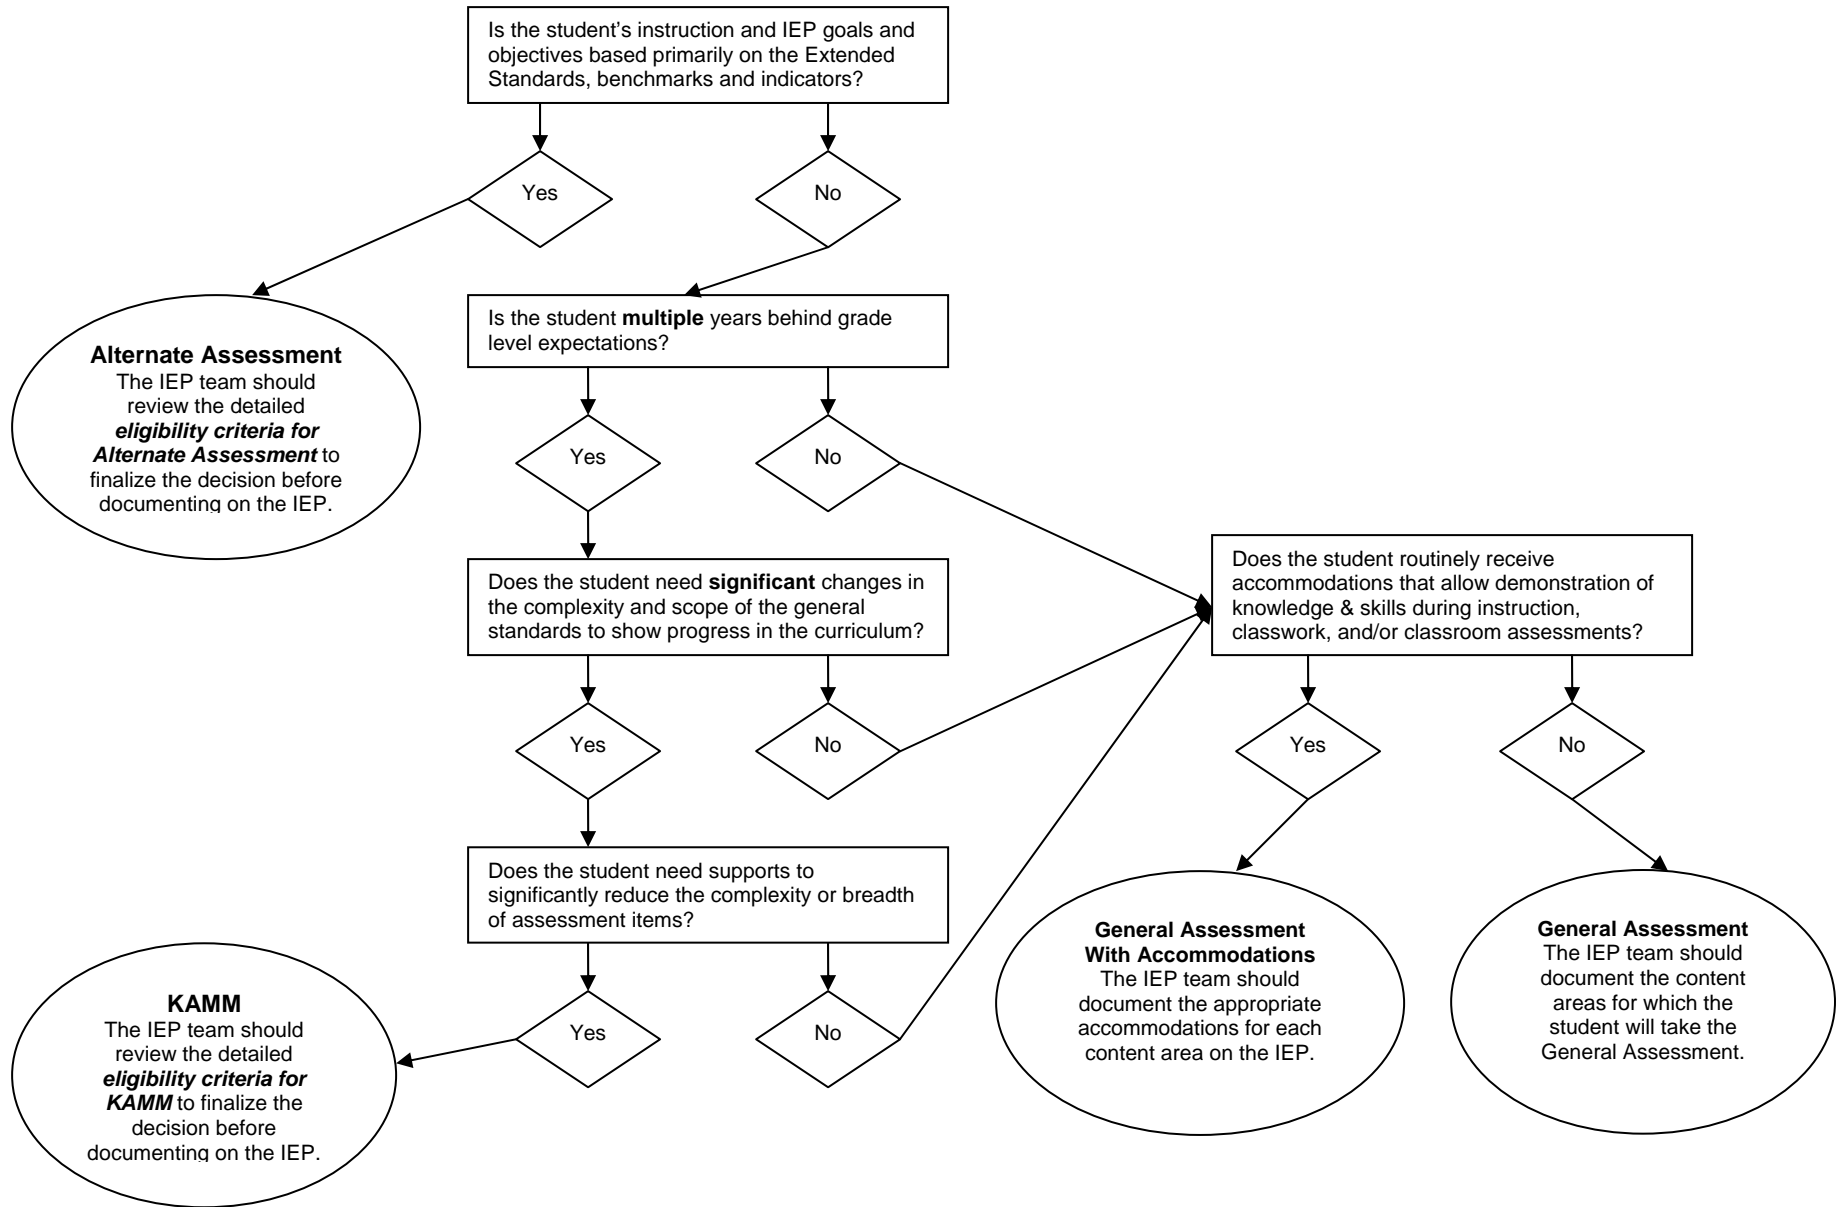 Is the student’s instruction and IEP goals and
objectives based primarily on the Extended
Standards, benchmarks and indicators?
Yes
No
Alternate Assessment
The IEP team should
review the detailed
eligibility criteria for
Alternate Assessment to
finalize the decision before
documenting on the IEP.
Is the student multiple years behind grade
level expectations?
Yes
No
Does the student need significant changes in
the complexity and scope of the general
standards to show progress in the curriculum?
Yes
No
Does the student need supports to
significantly reduce the complexity or breadth
of assessment items?
Yes
No
KAMM
The IEP team should
review the detailed
eligibility criteria for
KAMM to finalize the
decision before
documenting on the IEP.
Does the student routinely receive
accommodations that allow demonstration of
knowledge & skills during instruction,
classwork, and/or classroom assessments?
Yes
No
General Assessment
With Accommodations
The IEP team should
document the appropriate
accommodations for each
content area on the IEP.
General Assessment
The IEP team should
document the content
areas for which the
student will take the
General Assessment.